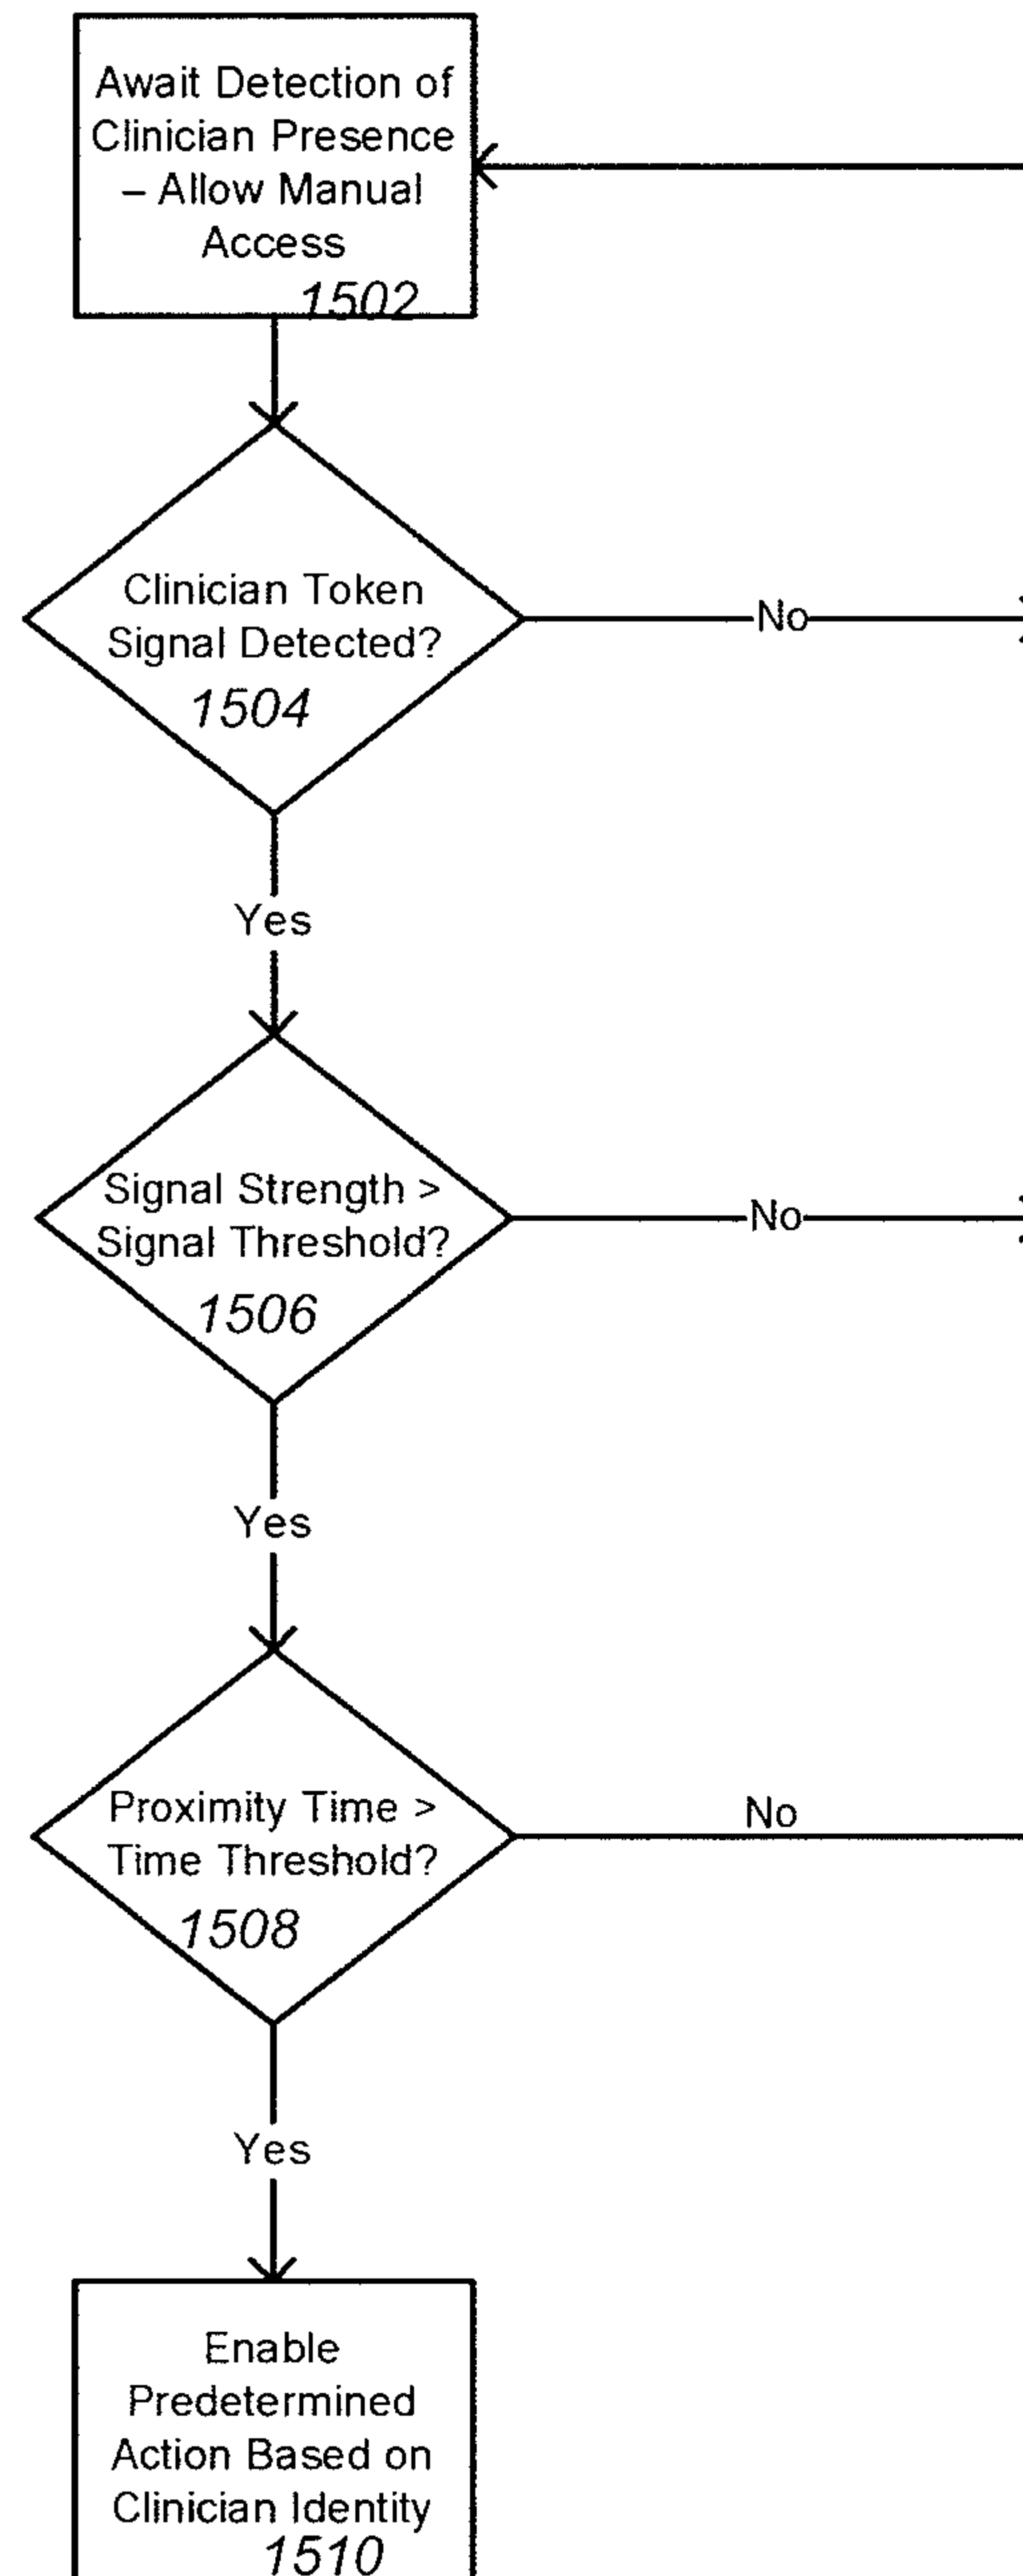 Await Detection of
Clinician Presence
– Allow Manual
Access
1502
Clinician Token
Signal Detected?
1504
No
Yes
Signal Strength >
Signal Threshold?
1506
No
Yes
Proximity Time >
Time Threshold?
1508
No
Yes
Enable
Predetermined
Action Based on
Clinician Identity
1510